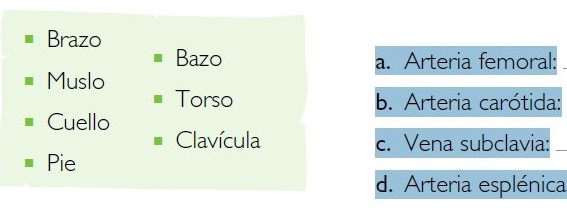 Brazo
Muslo
Cuello
Pie
Bazo
Torso
Clavícula
a. Arteria femoral:
b. Arteria carótida:
c. Vena subclavia:
d. Arteria esplénica